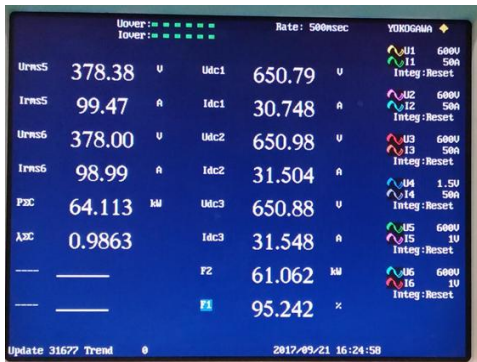 Uover:
Iover:
Rate: 500msec
YOKOGAWA
Urms5 378.38 V Udc1 650.79 V
Irms5 99.47 A Idc1 30.748 A
Urms6 378.00 V Udc2 650.98 V
Irms6 98.99 A Idc2 31.504 A
PΣC 64.113 kW Udc3 650.88 V
λΣC 0.9863 Idc3 31.548 A
---- F2 61.062 kW
---- F1 95.242 %
U1 600V
I1 50A
Integ:Reset
U2 600V
I2 50A
Integ:Reset
U3 600V
I3 50A
Integ:Reset
U4 1.5V
I4 50A
Integ:Reset
U5 600V
I5 1V
Integ:Reset
U6 600V
I6 1V
Integ:Reset
Update 31677 Trend 0 2017/09/21 16:24:58